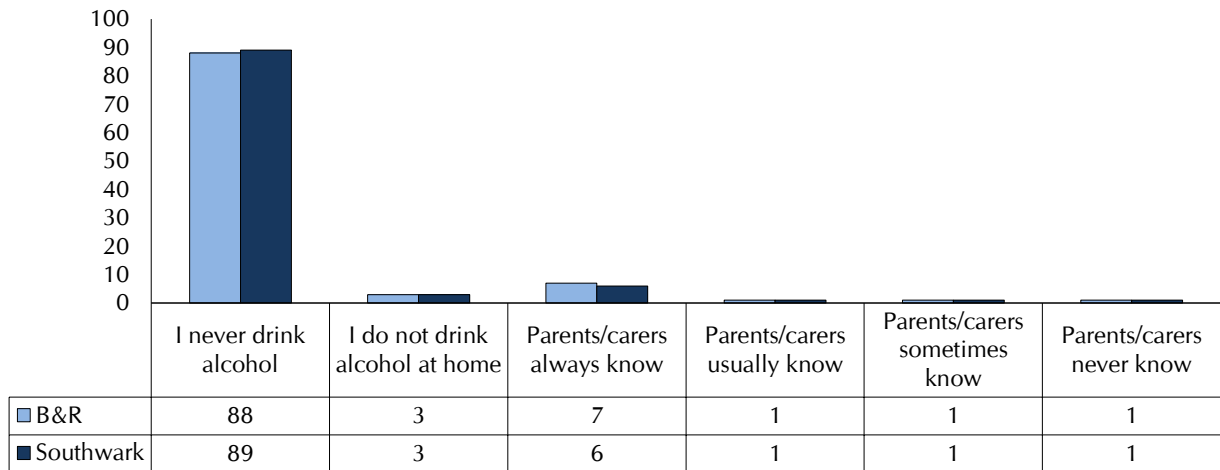 100
90
80
70
60
50
40
30
20
10
0
I never drink
alcohol
I do not drink
alcohol at home
Parents/carers
always know
Parents/carers
usually know
Parents/carers
sometimes
know
Parents/carers
never know
B&R 88 3 7 1 1 1
Southwark 89 3 6 1 1 1